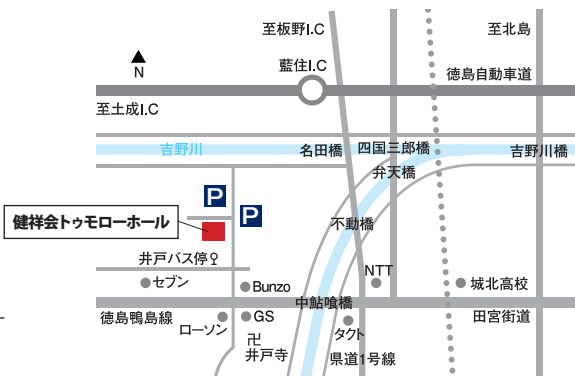 至板野I.C
至北島
N
藍住I.C
徳島自動車道
至土成I.C
吉野川
名田橋
四国三郎橋
吉野川橋
弁天橋
P
P
健祥会トゥモローホール
不動橋
井戸バス停
NTT
セブン
Bunzo
城北高校
中鮎喰橋
徳島鴨島線
ローソン
GS
タクト
田宮街道
卍
井戸寺
県道1号線